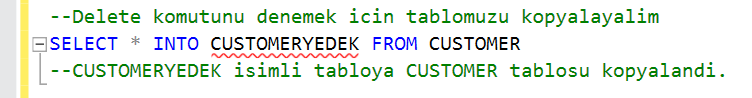 --Delete komutunu denemek icin tablomuzu kopyalayalim
SELECT * INTO CUSTOMERYEDEK FROM CUSTOMER
--CUSTOMERYEDEK isimli tabloya CUSTOMER tablosu kopyalandi.